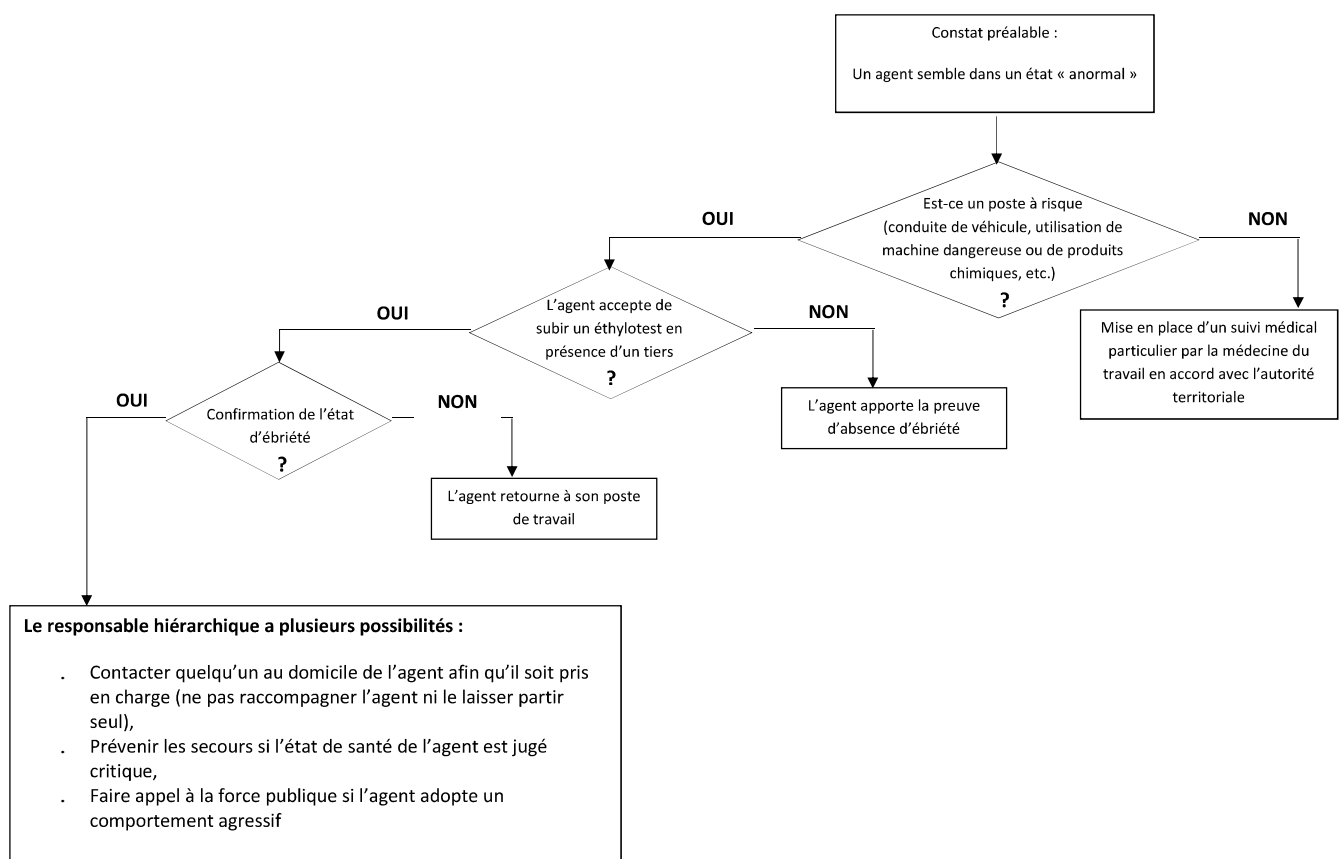 Constat préalable :
Un agent semble dans un état « anormal »
Est-ce un poste à risque
(conduite de véhicule, utilisation de
machine dangereuse ou de produits
chimiques, etc.)
?
OUI
NON
L’agent accepte de
subir un éthylotest en
présence d’un tiers
?
OUI
NON
Mise en place d’un suivi médical
particulier par la médecine du
travail en accord avec l’autorité
territoriale
Confirmation de l’état
d’ébriété
?
OUI
NON
L’agent apporte la preuve
d’absence d’ébriété
L’agent retourne à son poste
de travail
Le responsable hiérarchique a plusieurs possibilités :
. Contacter quelqu’un au domicile de l’agent afin qu’il soit pris
en charge (ne pas raccompagner l’agent ni le laisser partir
seul),
. Prévenir les secours si l’état de santé de l’agent est jugé
critique,
. Faire appel à la force publique si l’agent adopte un
comportement agressif